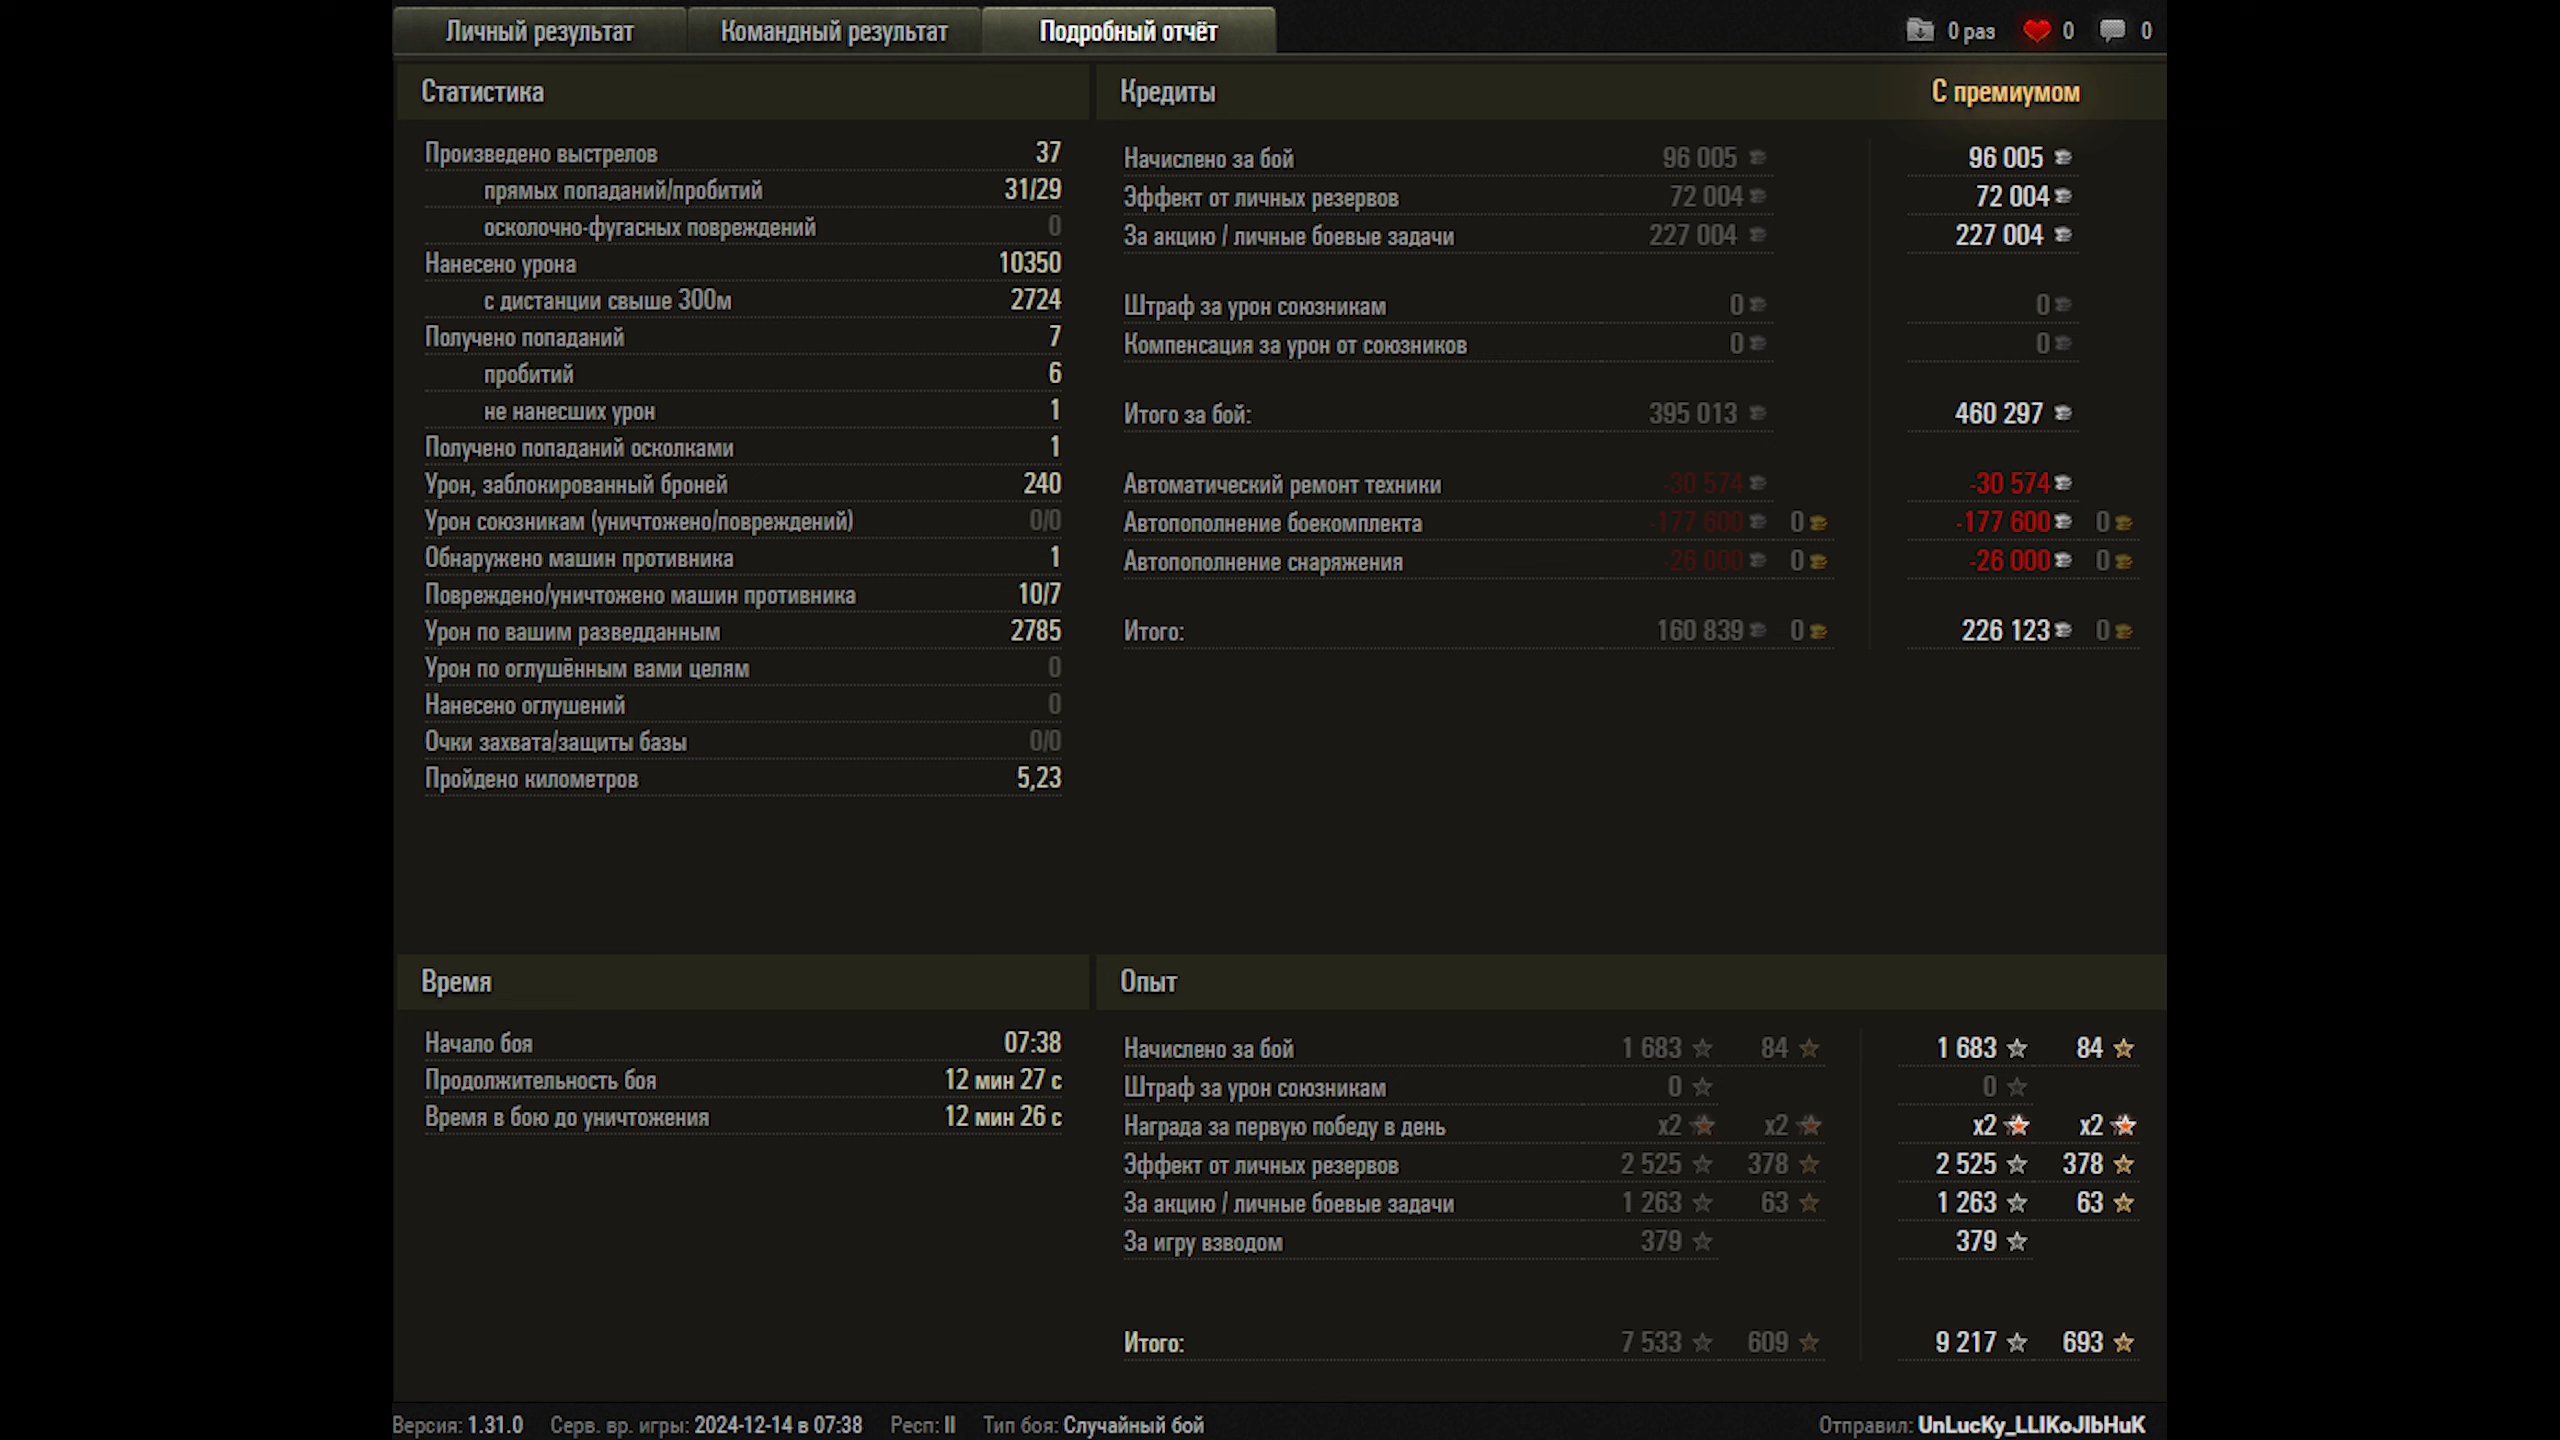 Личный результат Командный результат Подробный отчёт 0 раз 0 0
Статистика
Произведено выстрелов 37
прямых попаданий/пробитий 31/29
осколочно-фугасных повреждений 0
Нанесено урона 10350
с дистанции свыше 300м 2724
Получено попаданий 7
пробитий 6
не нанесших урон 1
Получено попаданий осколками 1
Урон, заблокированный броней 240
Урон союзникам (уничтожено/повреждений) 0/0
Обнаружено машин противника 1
Повреждено/уничтожено машин противника 10/7
Урон по вашим разведданным 2785
Урон по оглушённым вами целям 0
Нанесено оглушений 0
Очки захвата/защиты базы 0/0
Пройдено километров 5,23
Кредиты С премиумом
Начислено за бой 96 005 96 005
Эффект от личных резервов 72 004 72 004
За акцию / личные боевые задачи 227 004 227 004
Штраф за урон союзникам 0 0
Компенсация за урон от союзников 0 0
Итого за бой: 395 013 460 297
Автоматический ремонт техники -30 574 -30 574
Автопополнение боекомплекта -177 600 0 -177 600 0
Автопополнение снаряжения -26 000 0 -26 000 0
Итого: 160 839 0 226 123 0
Время
Начало боя 07:38
Продолжительность боя 12 мин 27 с
Время в бою до уничтожения 12 мин 26 с
Опыт
Начислено за бой 1 683 84 1 683 84
Штраф за урон союзникам 0 0
Награда за первую победу в день x2 x2 x2 x2
Эффект от личных резервов 2 525 378 2 525 378
За акцию / личные боевые задачи 1 263 63 1 263 63
За игру взводом 379 379
Итого: 7 533 609 9 217 693
Версия: 1.31.0 Серв. вр. игры: 2024-12-14 в 07:38 Респ: II Тип боя: Случайный бой Отправил: UnLucKy_LLIKoJIbHuK